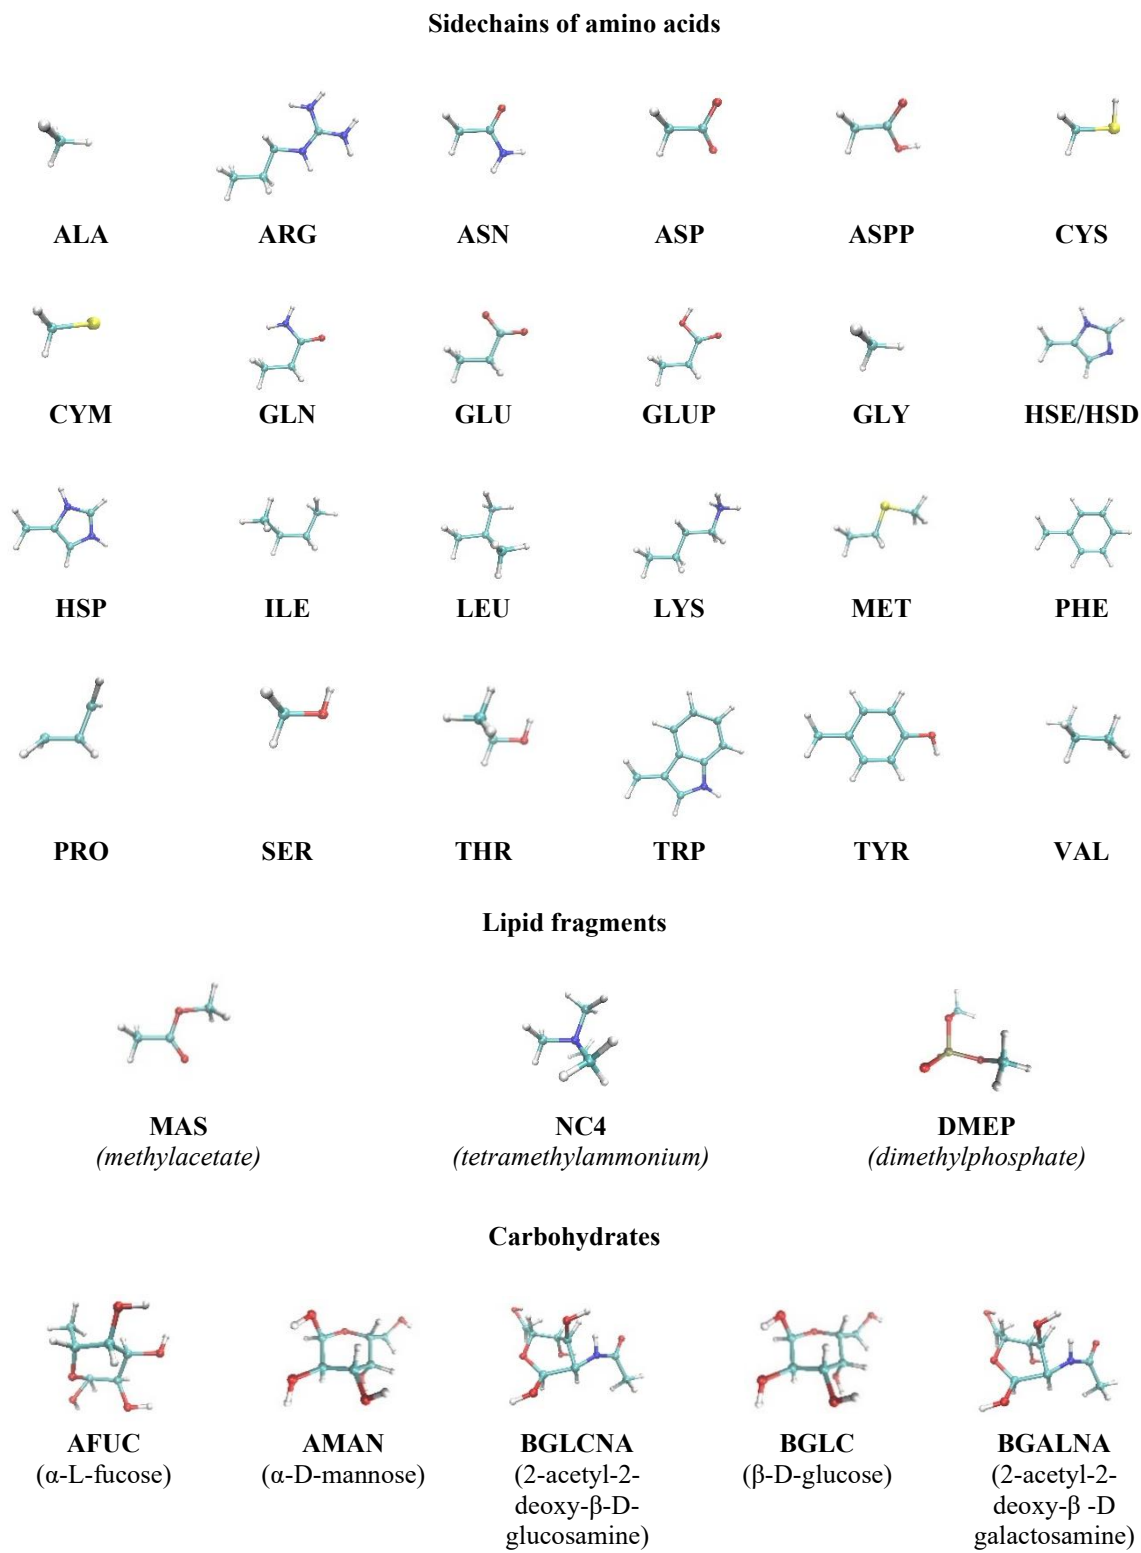 Sidechains of amino acids
ALA ARG ASN ASP ASPP CYS
CYM GLN GLU GLUP GLY HSE/HSD
HSP ILE LEU LYS MET PHE
PRO SER THR TRP TYR VAL
Lipid fragments
MAS NC4 DMEP
(methylacetate) (tetramethylammonium) (dimethylphosphate)
Carbohydrates
AFUC AMAN BGLCNA BGLC BGALNA
(α-L-fucose) (α-D-mannose) (2-acetyl-2- (β-D-glucose) (2-acetyl-2-
deoxy-β-D- deoxy-β -D
glucosamine) galactosamine)